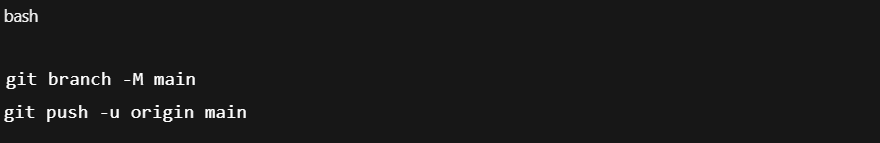 bash
git branch -M main
git push -u origin main